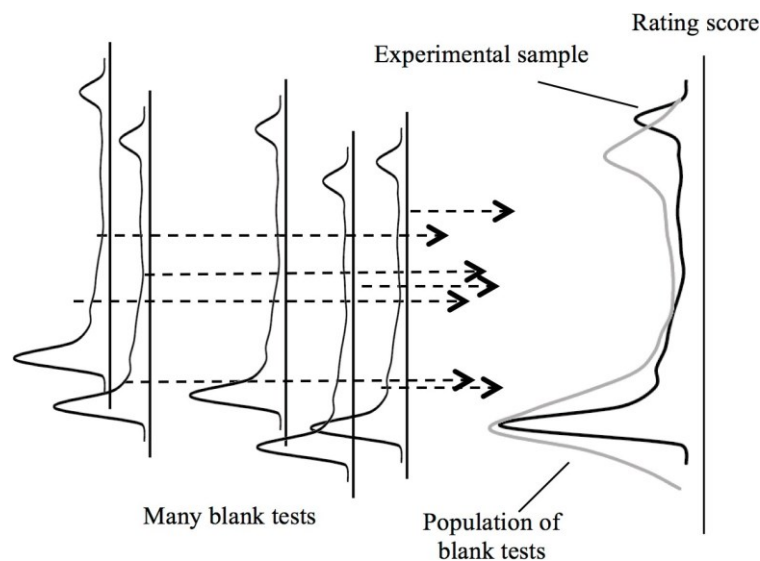 Rating score
Experimental sample
Many blank tests
Population of
blank tests